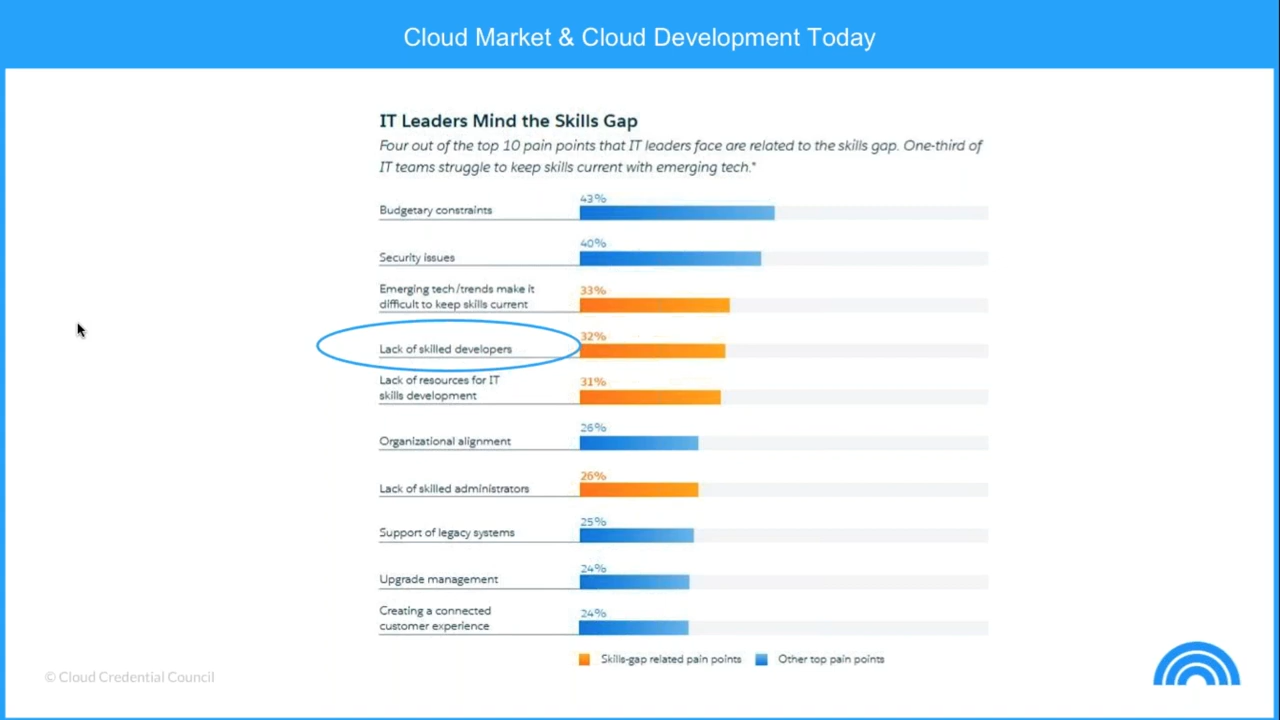 Cloud Market & Cloud Development Today
IT Leaders Mind the Skills Gap
Four out of the top 10 pain points that IT leaders face are related to the skills gap. One-third of
IT teams struggle to keep skills current with emerging tech.*
43%
Budgetary constraints
40%
Security issues
Emerging tech/trends make it
difficult to keep skills current
33%
32%
Lack of skilled developers
Lack of resources for IT
skills development
31%
26%
Organizational alignment
26%
Lack of skilled administrators
25%
Support of legacy systems
24%
Upgrade management
Creating a connected
customer experience
24%
Skills-gap related pain points
Other top pain points
© Cloud Credential Council